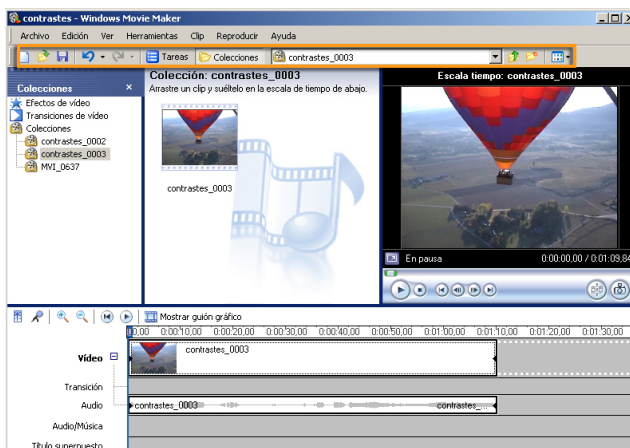 contrastes - Windows Movie Maker
Archivo Edición Ver Herramientas Clip Reproducir Ayuda
Tareas Colecciones contrastes_0003
Colecciones ×
Efectos de vídeo
Transiciones de vídeo
Colecciones
contrastes_0002
contrastes_0003
MVI_0637
Colección: contrastes_0003
Arrastre un clip y suéltelo en la escala de tiempo de abajo.
contrastes_0003
Escala tiempo: contrastes_0003
En pausa 0:00:00,00 / 0:01:09,84
Mostrar guión gráfico
0,00 0:00:10,00 0:00:20,00 0:00:30,00 0:00:40,00 0:00:50,00 0:01:00,00 0:01:10,00 0:01:20,00 0:01:30,00
Vídeo contrastes_0003
Transición
Audio contrastes_0003 contrastes_...
Audio/Música
Título superpuesto